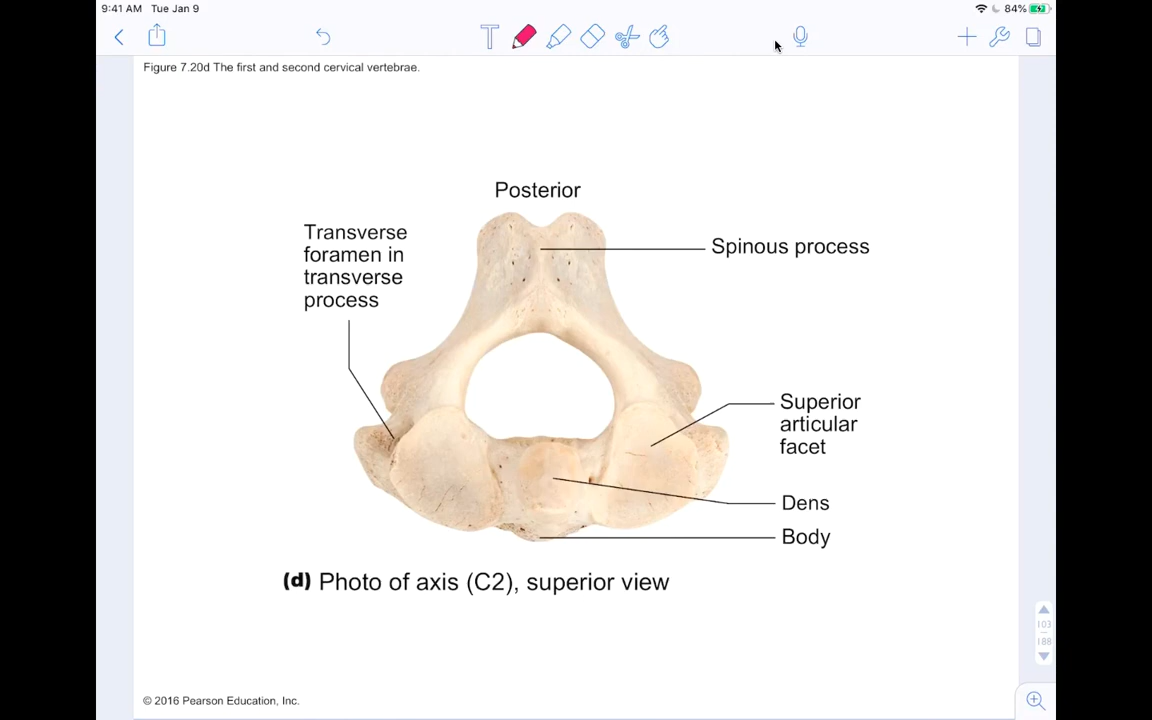 9:41 AM Tue Jan 9
84%
T
Figure 7.20d The first and second cervical vertebrae.
Posterior
Transverse
foramen in
transverse
process
Spinous process
Superior
articular
facet
Dens
Body
(d) Photo of axis (C2), superior view
103
188
© 2016 Pearson Education, Inc.